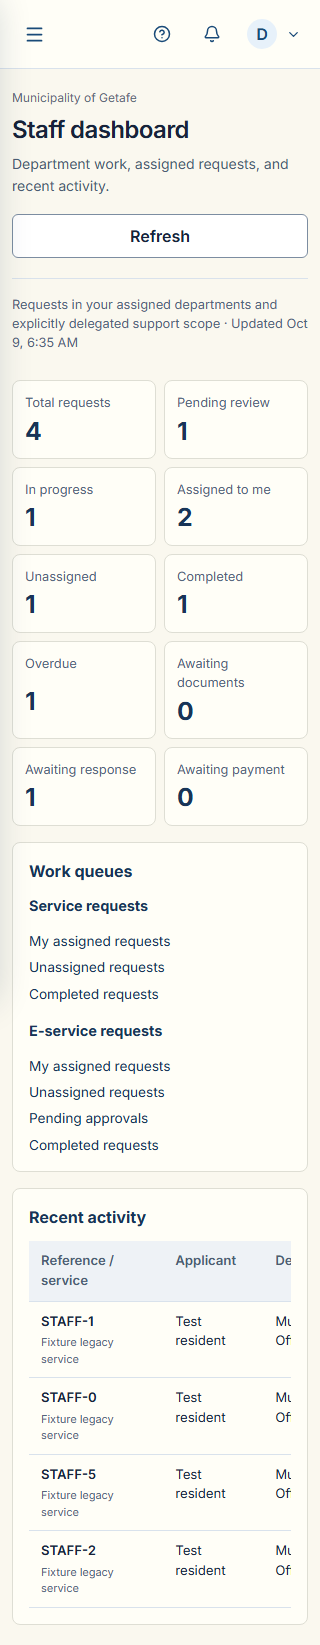 D
Municipality of Getafe
Staff dashboard
Department work, assigned requests, and
recent activity.
Refresh
Requests in your assigned departments and
explicitly delegated support scope · Updated Oct
9, 6:35 AM
Total requests
4
Pending review
1
In progress
1
Assigned to me
2
Unassigned
1
Completed
1
Overdue
1
Awaiting
documents
0
Awaiting response
1
Awaiting payment
0
Work queues
Service requests
My assigned requests
Unassigned requests
Completed requests
E-service requests
My assigned requests
Unassigned requests
Pending approvals
Completed requests
Recent activity
Reference /
service
Applicant
STAFF-1
Fixture legacy
service
Test
resident
STAFF-0
Fixture legacy
service
Test
resident
STAFF-5
Fixture legacy
service
Test
resident
STAFF-2
Fixture legacy
service
Test
resident